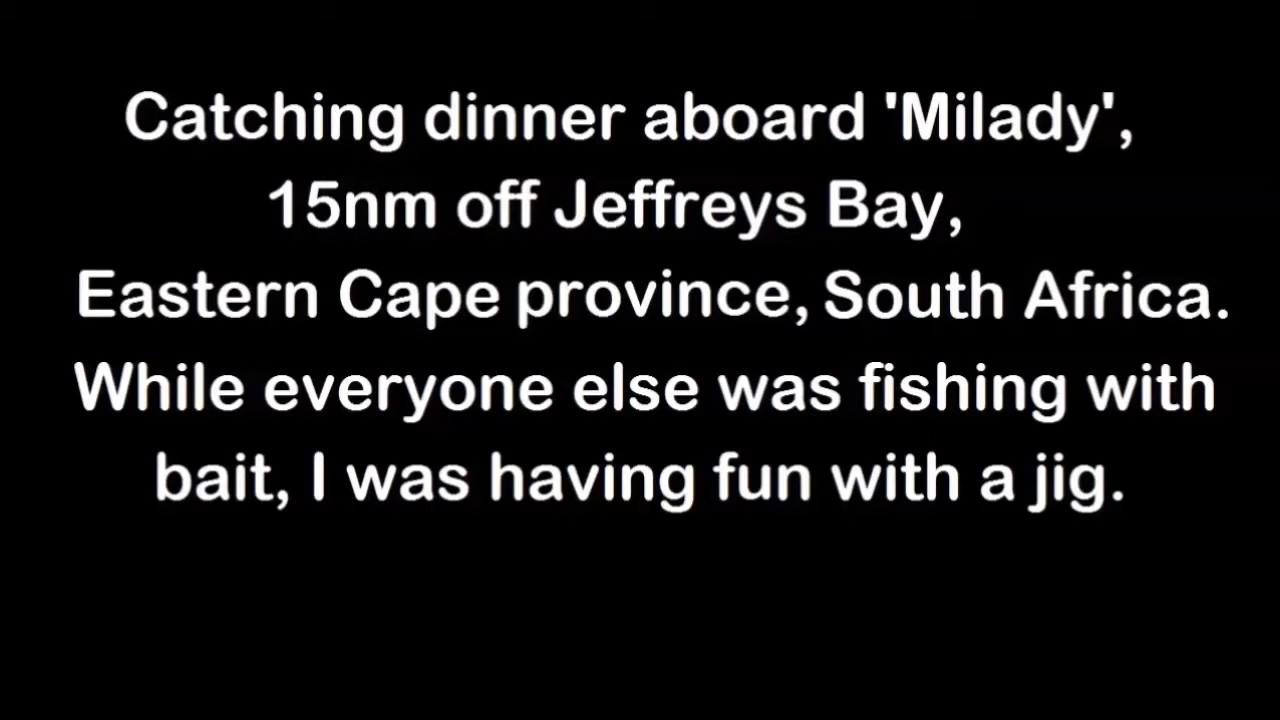 Catching dinner aboard 'Milady',
15nm off Jeffreys Bay,
Eastern Cape province, South Africa.
While everyone else was fishing with
bait, I was having fun with a jig.